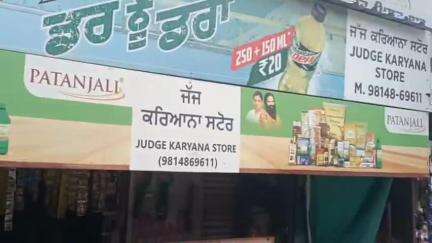 ਡਰ ਨੂੰ ਡਰਾ
250 + 150 ML*
₹20
ਜੱਜ
ਕਰਿਆਨਾ ਸਟੋਰ
JUDGE KARYANA
STORE
M. 98148-69611
PATANJALI
ਜੱਜ
ਕਰਿਆਨਾ ਸਟੋਰ
JUDGE KARYANA STORE
(9814869611)
PATANJALI